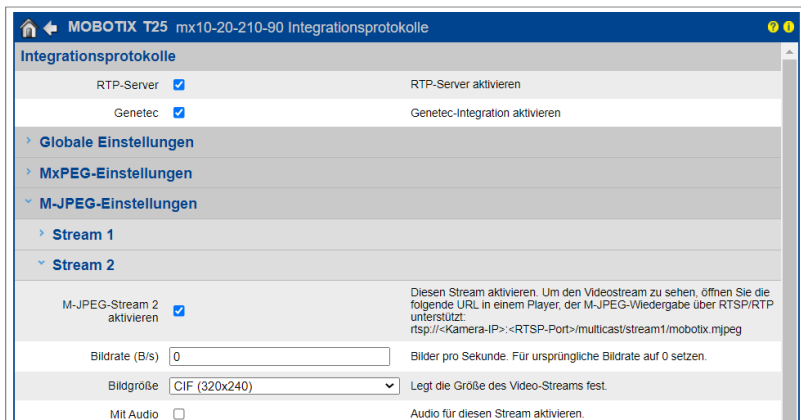 MOBOTIX T25 mx10-20-210-90 Integrationsprotokolle
Integrationsprotokolle
RTP-Server RTP-Server aktivieren
Genetec Genetec-Integration aktivieren
Globale Einstellungen
MxPEG-Einstellungen
M-JPEG-Einstellungen
Stream 1
Stream 2
M-JPEG-Stream 2
aktivieren
Diesen Stream aktivieren. Um den Videostream zu sehen, öffnen Sie die
folgende URL in einem Player, der M-JPEG-Wiedergabe über RTSP/RTP
unterstützt:
rtsp://<Kamera-IP>:<RTSP-Port>/multicast/stream1/mobotix.mjpeg
Bildrate (B/s) 0 Bilder pro Sekunde. Für ursprüngliche Bildrate auf 0 setzen.
Bildgröße CIF (320x240) Legt die Größe des Video-Streams fest.
Mit Audio Audio für diesen Stream aktivieren.